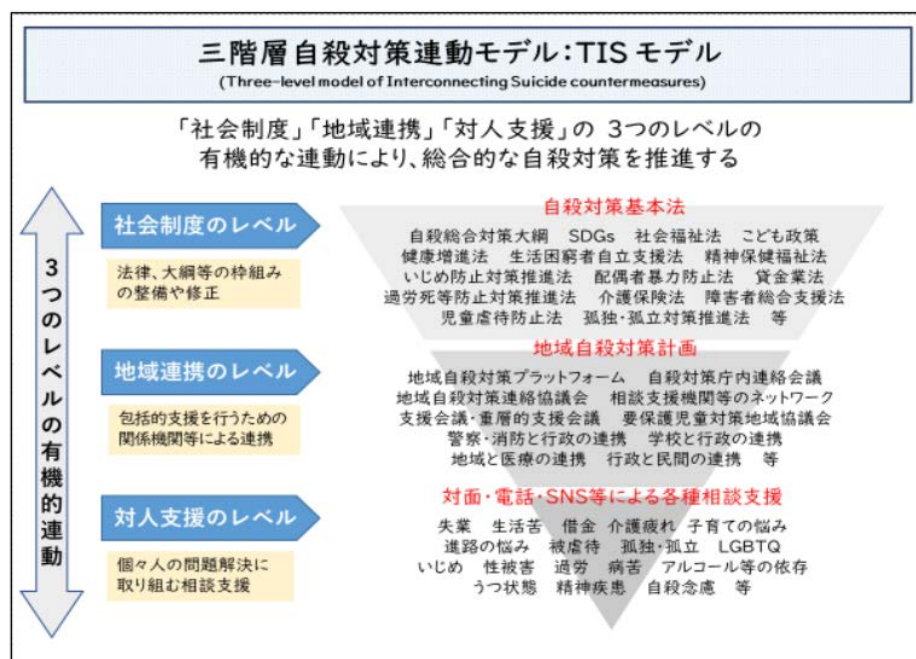 三階層自殺対策連動モデル:TIS モデル
(Three-level model of Interconnecting Suicide countermeasures)
「社会制度」「地域連携」「対人支援」の 3つのレベルの
有機的な連動により、総合的な自殺対策を推進する
3つのレベルの有機的連動
社会制度のレベル
法律、大綱等の枠組み
の整備や修正
自殺対策基本法
自殺総合対策大綱 SDGs 社会福祉法 こども政策
健康増進法 生活困窮者自立支援法 精神保健福祉法
いじめ防止対策推進法 配偶者暴力防止法 貸金業法
過労死等防止対策推進法 介護保険法 障害者総合支援法
児童虐待防止法 孤独・孤立対策推進法 等
地域連携のレベル
包括的支援を行うための
関係機関等による連携
地域自殺対策計画
地域自殺対策プラットフォーム 自殺対策庁内連絡会議
地域自殺対策連絡協議会 相談支援機関等のネットワーク
支援会議・重層的支援会議 要保護児童対策地域協議会
警察・消防と行政の連携 学校と行政の連携
地域と医療の連携 行政と民間の連携 等
対人支援のレベル
個々人の問題解決に
取り組む相談支援
対面・電話・SNS等による各種相談支援
失業 生活苦 借金 介護疲れ 子育ての悩み
進路の悩み 被虐待 孤独・孤立 LGBTQ
いじめ 性被害 過労 病苦 アルコール等の依存
うつ状態 精神疾患 自殺念慮 等